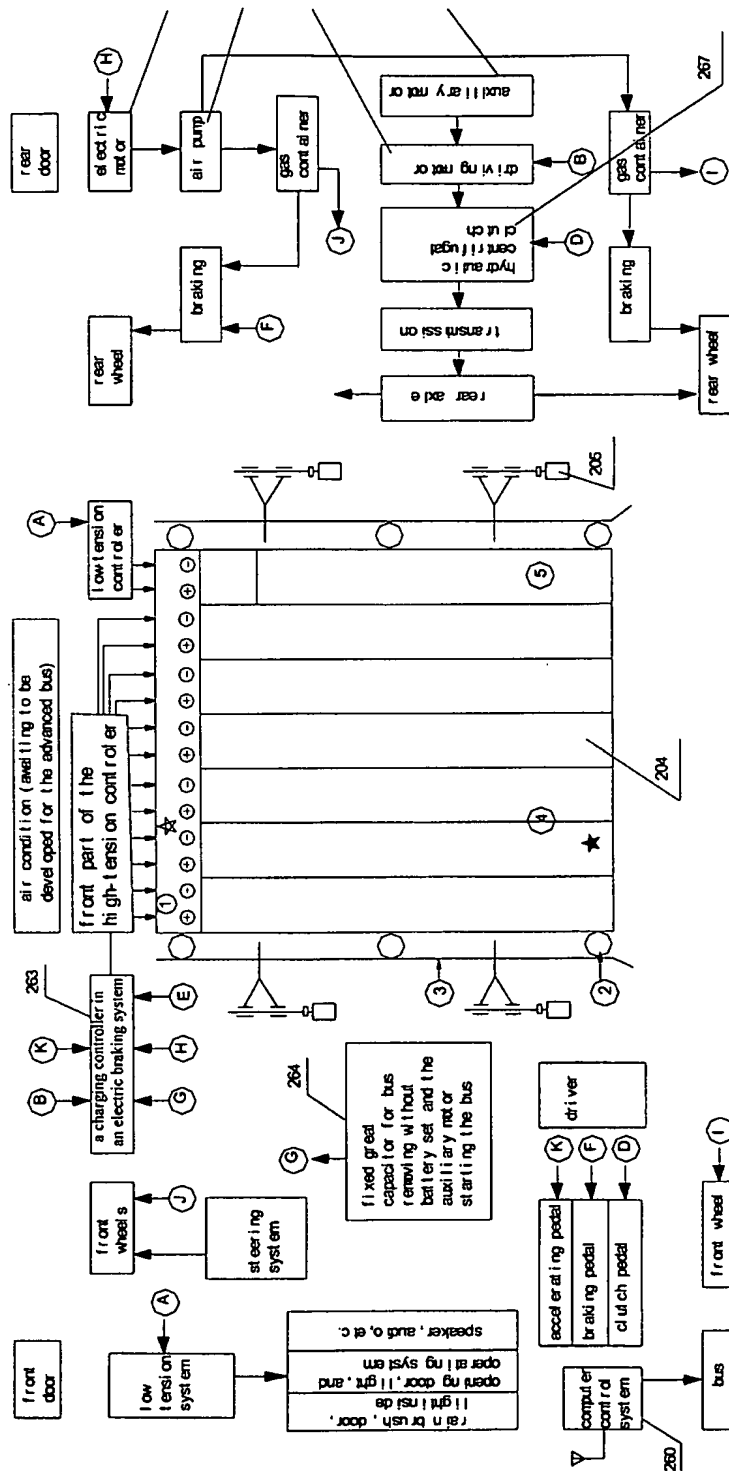 front
door
low
tension
system
A
rain brush, door,
light inside
opening door, light, and
operating system
speaker, audio, etc.
computer
control
system
260
bus
front
wheels
J
steering
system
263
B
K
a charging controller in
an electric braking system
G
H
E
air condition (awaiting to be
developed for the advanced bus)
front part of the
high-tension controller
A
low tension
controller
G
264
fixed great
capacitor for bus
removing without
battery set and the
auxiliary motor
starting the bus
K
F
D
accelerating pedal
braking pedal
clutch pedal
driver
I
front wheel
1
+ - + - + - + - + - + - + -
3
2
4
5
204
205
rear
door
rear
wheel
H
electric
motor
air pump
gas
container
J
braking
F
auxiliary motor
driving motor
B
hydraulic
centrifugal
clutch
D
transmission
rear axle
267
gas
container
I
braking
rear wheel